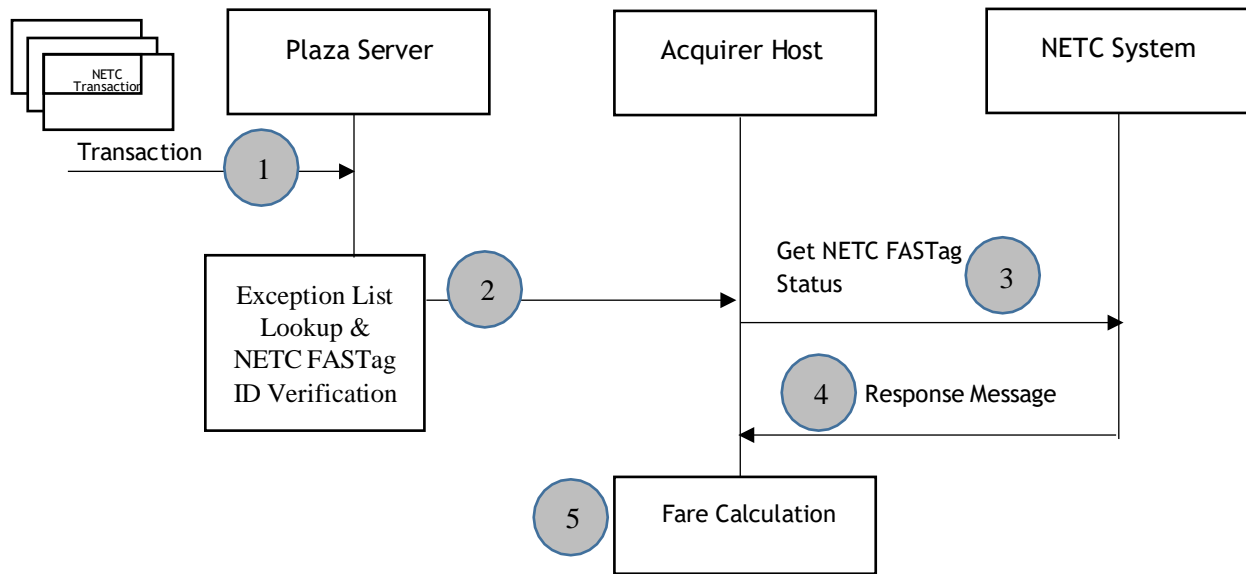 NETC
Transaction
Plaza Server
Acquirer Host
NETC System
Transaction
1
Exception List
Lookup &
NETC FASTag
ID Verification
2
Get NETC FASTag
Status
3
4
Response Message
5
Fare Calculation